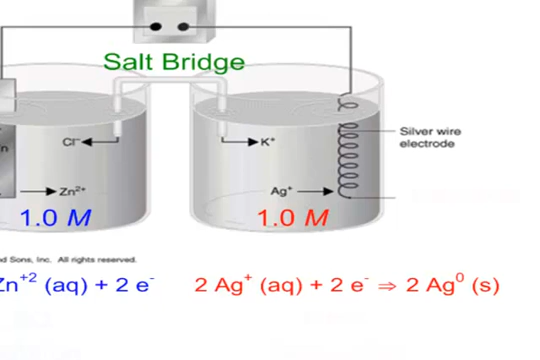 Salt Bridge
n
Cl⁻
K⁺
Silver wire
electrode
Zn²⁺
Ag⁺
1.0 M
1.0 M
nd Sons, Inc. All rights reserved.
Zn⁺² (aq) + 2 e⁻
2 Ag⁺ (aq) + 2 e⁻ ⇒ 2 Ag⁰ (s)